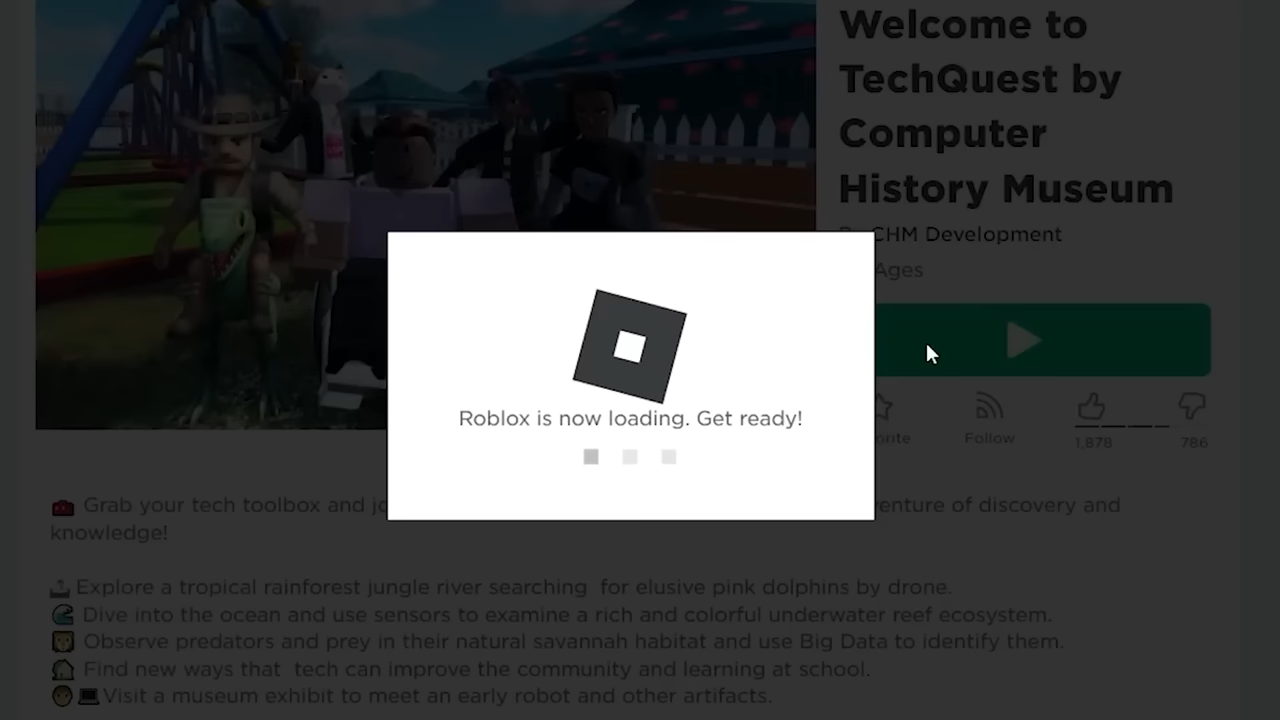 Welcome to
TechQuest by
Computer
History Museum
CHM Development
Ages
Roblox is now loading. Get ready!
Follow
1,878
786
Grab your tech toolbox and
discovery and
knowledge!
Explore a tropical rainforest jungle river searching  for elusive pink dolphins by drone.
Dive into the ocean and use sensors to examine a rich and colorful underwater reef ecosystem.
Observe predators and prey in their natural savannah habitat and use Big Data to identify them.
Find new ways that  tech can improve the community and learning at school.
Visit a museum exhibit to meet an early robot and other artifacts.